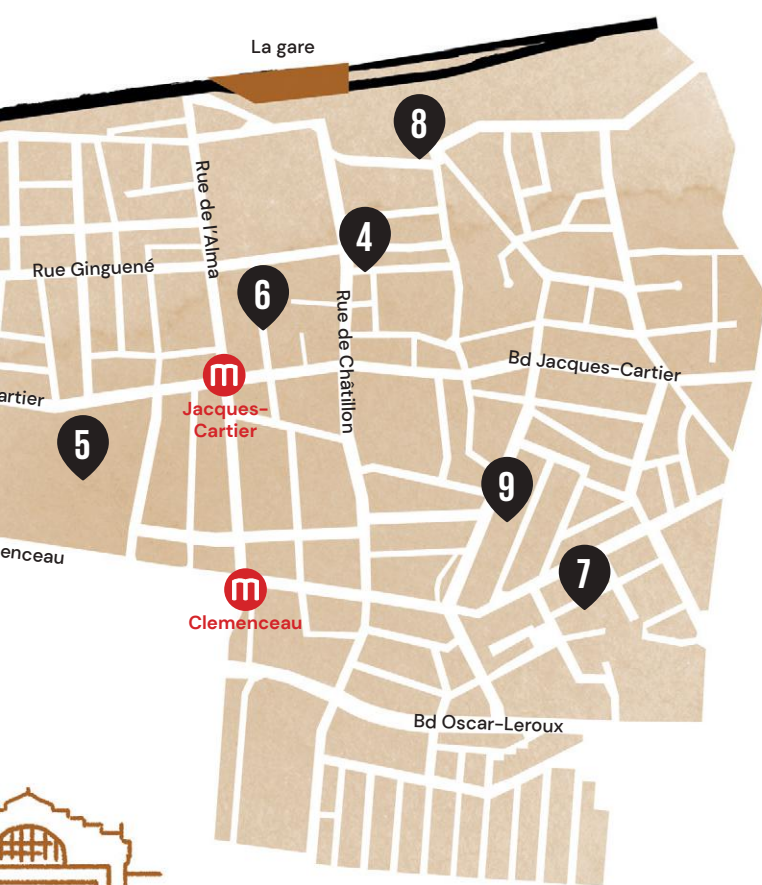 La gare
8
Rue de l'Alma
4
Rue Ginguené
6
Rue de Châtillon
Bd Jacques-Cartier
m
Jacques-
Cartier
artier
5
9
enceau
7
m
Clemenceau
Bd Oscar-Leroux